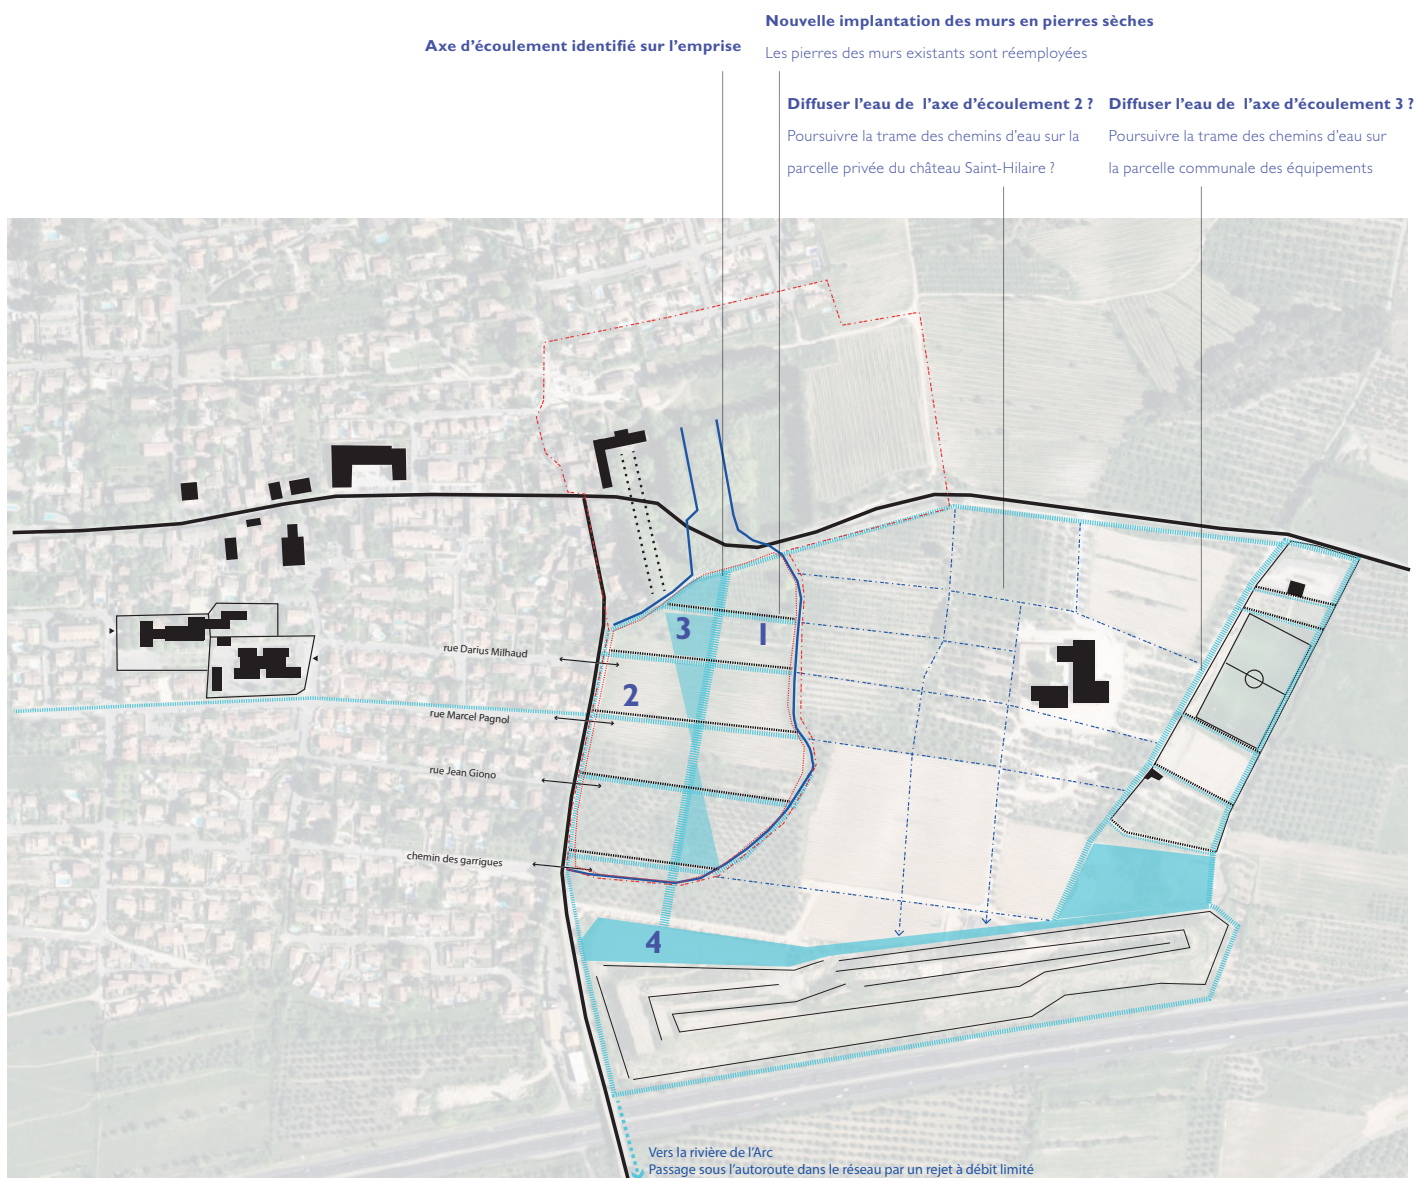 Nouvelle implantation des murs en pierres sèches
Axe d’écoulement identifié sur l’emprise
Les pierres des murs existants sont réemployées
Diffuser l’eau de l’axe d’écoulement 2 ?
Poursuivre la trame des chemins d’eau sur la
parcelle privée du château Saint-Hilaire ?
Diffuser l’eau de l’axe d’écoulement 3 ?
Poursuivre la trame des chemins d’eau sur
la parcelle communale des équipements
3
1
rue Darius Milhaud
2
rue Marcel Pagnol
rue Jean Giono
chemin des garrigues
4
Vers la rivière de l’Arc
Passage sous l’autoroute dans le réseau par un rejet à débit limité